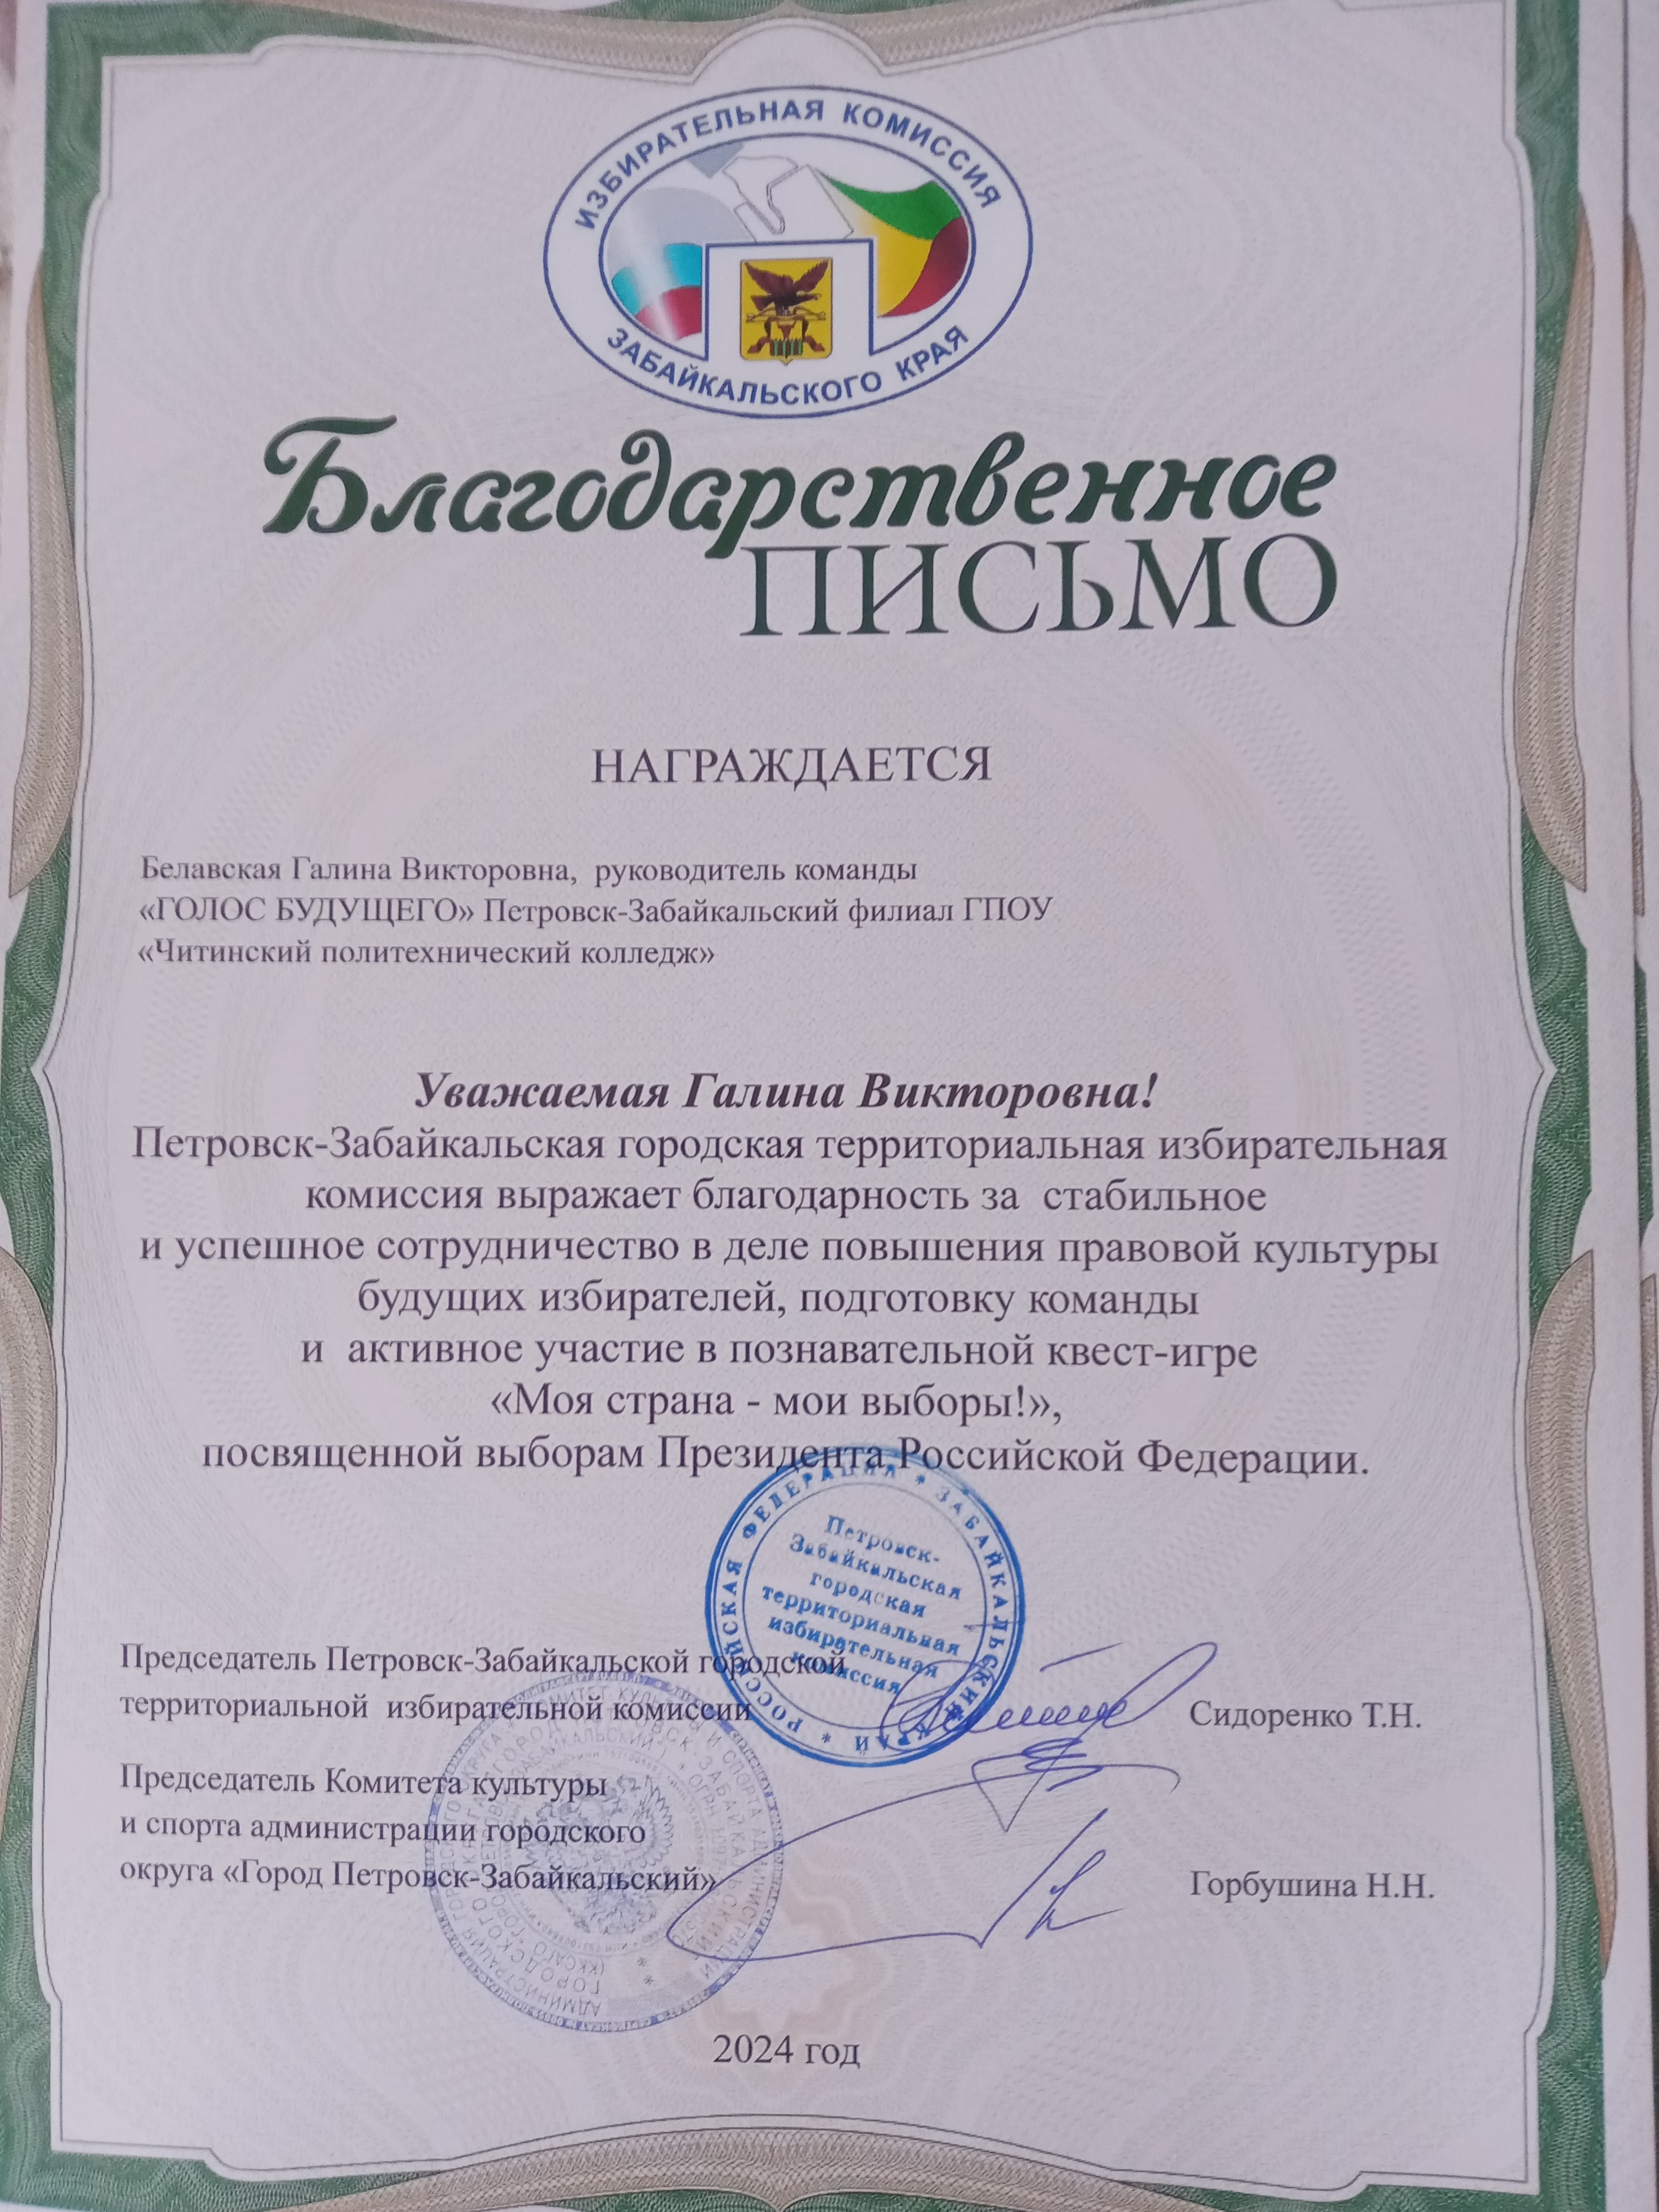 ИЗБИРАТЕЛЬНАЯ КОМИССИЯ
ЗАБАЙКАЛЬСКОГО КРАЯ
Благодарственное
ПИСЬМО
НАГРАЖДАЕТСЯ
Белавская Галина Викторовна, руководитель команды
«ГОЛОС БУДУЩЕГО» Петровск-Забайкальский филиал ГПОУ
«Читинский политехнический колледж»
Уважаемая Галина Викторовна!
Петровск-Забайкальская городская территориальная избирательная
комиссия выражает благодарность за стабильное
и успешное сотрудничество в деле повышения правовой культуры
будущих избирателей, подготовку команды
и активное участие в познавательной квест-игре
«Моя страна - мои выборы!»,
посвященной выборам Президента Российской Федерации.
РОССИЙСКАЯ ФЕДЕРАЦИЯ * ЗАБАЙКАЛЬСКИЙ КРАЙ *
Петровск-
Забайкальская
городская
территориальная
избирательная
комиссия
Председатель Петровск-Забайкальской городской
территориальной избирательной комиссии
Сидоренко Т.Н.
Председатель Комитета культуры
и спорта администрации городского
округа «Город Петровск-Забайкальский»
Горбушина Н.Н.
2024 год